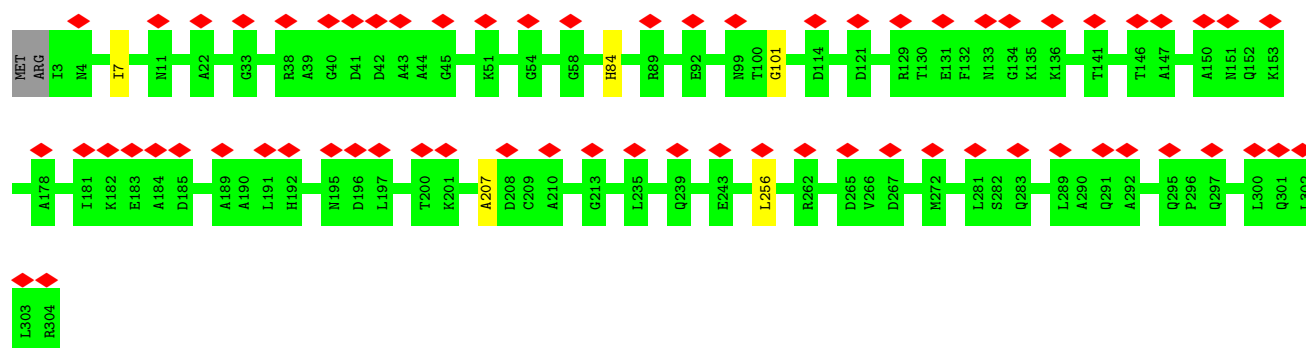 MET ARG I3 N4 I7 N11 A22 G33 R38 A39 G40 D41 D42 A43 A44 G45 K51 G54 G58 H84 R89 E92 N99 T100 G101 D114 D121 R129 T130 E131 F132 N133 G134 K135 K136 T141 T146 A147 A150 N151 Q152 K153
A178 I181 K182 E183 A184 D185 A189 A190 L191 H192 N195 D196 L197 T200 K201 A207 D208 C209 A210 G213 L235 Q239 E243 L256 R262 D265 V266 D267 M272 L281 S282 Q283 L289 A290 Q291 A292 Q295 P296 Q297 L300 Q301 L302
L303 R304